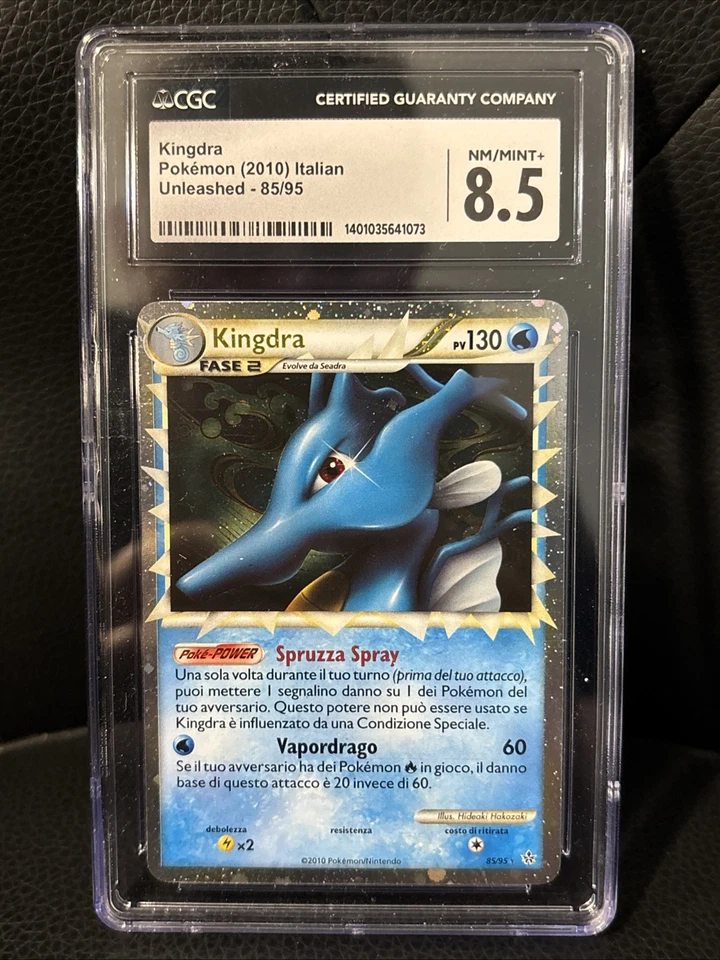 CGC
CERTIFIED GUARANTY COMPANY
Kingdra
Pokémon (2010) Italian
Unleashed - 85/95
NM/MINT+
8.5
1401035641073
Kingdra
PV130
FASE 2
Evolve da Seadra
Poké-POWER Spruzza Spray
Una sola volta durante il tuo turno (prima del tuo attacco),
puoi mettere 1 segnalino danno su 1 dei Pokémon del
tuo avversario. Questo potere non può essere usato se
Kingdra è influenzato da una Condizione Speciale.
Vapordrago 60
Se il tuo avversario ha dei Pokémon in gioco, il danno
base di questo attacco è 20 invece di 60.
Illus. Hideaki Hakozaki
debolezza resistenza costo di ritirata
×2
©2010 Pokémon/Nintendo
85/95